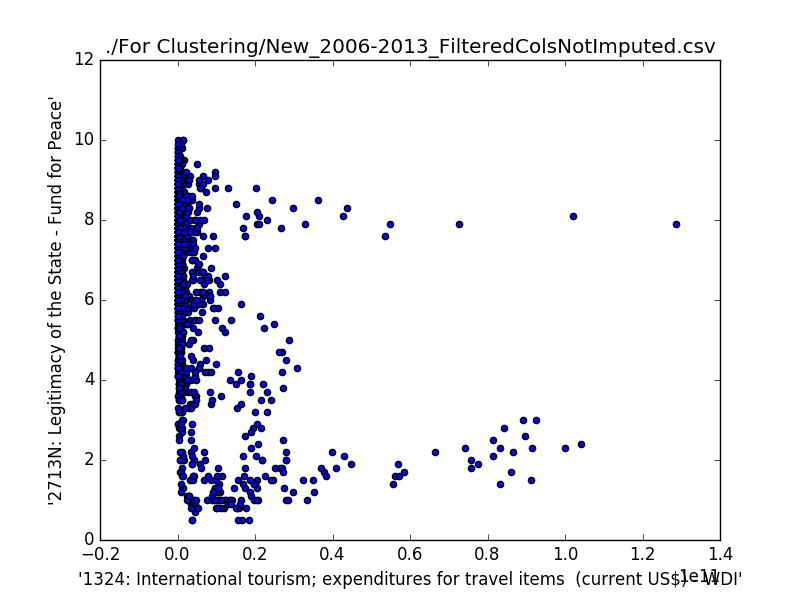 ./For Clustering/New_2006-2013_FilteredColsNotImputed.csv
12
10
8
6
4
2
0
'2713N: Legitimacy of the State - Fund for Peace'
−0.2 0.0 0.2 0.4 0.6 0.8 1.0 1.2 1.4
1e11
'1324: International tourism; expenditures for travel items (current US$) - WDI'